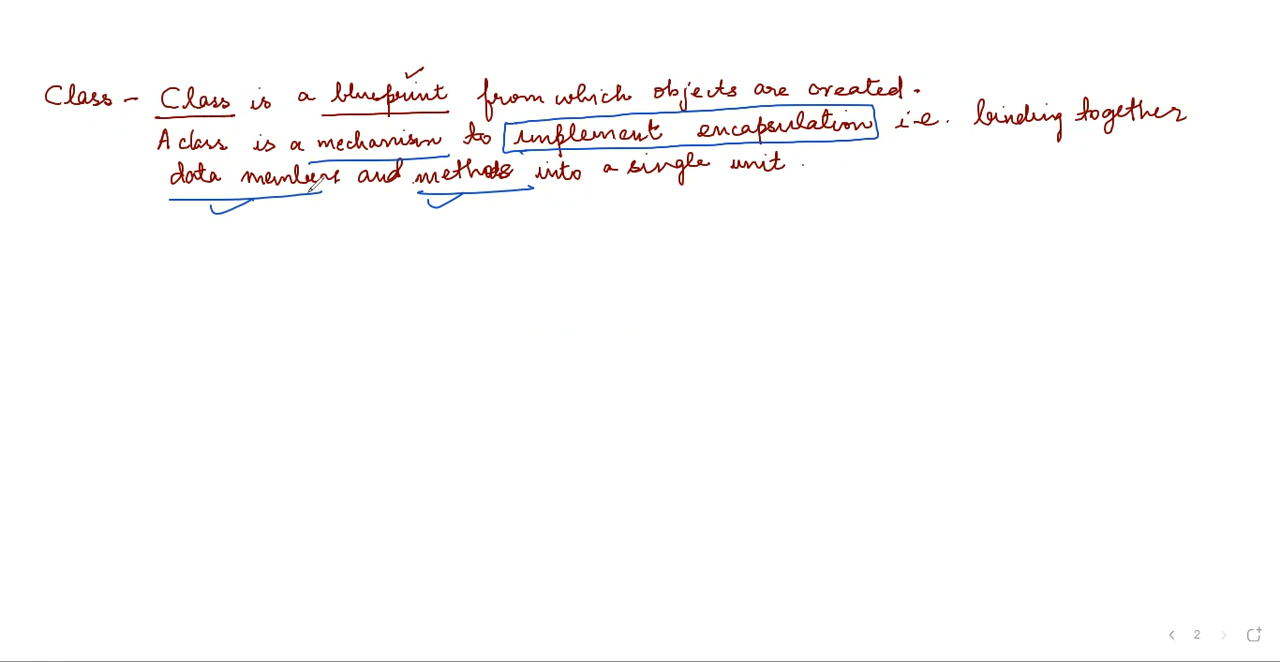 Class - Class is a blueprint from which objects are created.
A class is a mechanism to implement encapsulation i.e. binding together
data members and methods into a single unit.
2